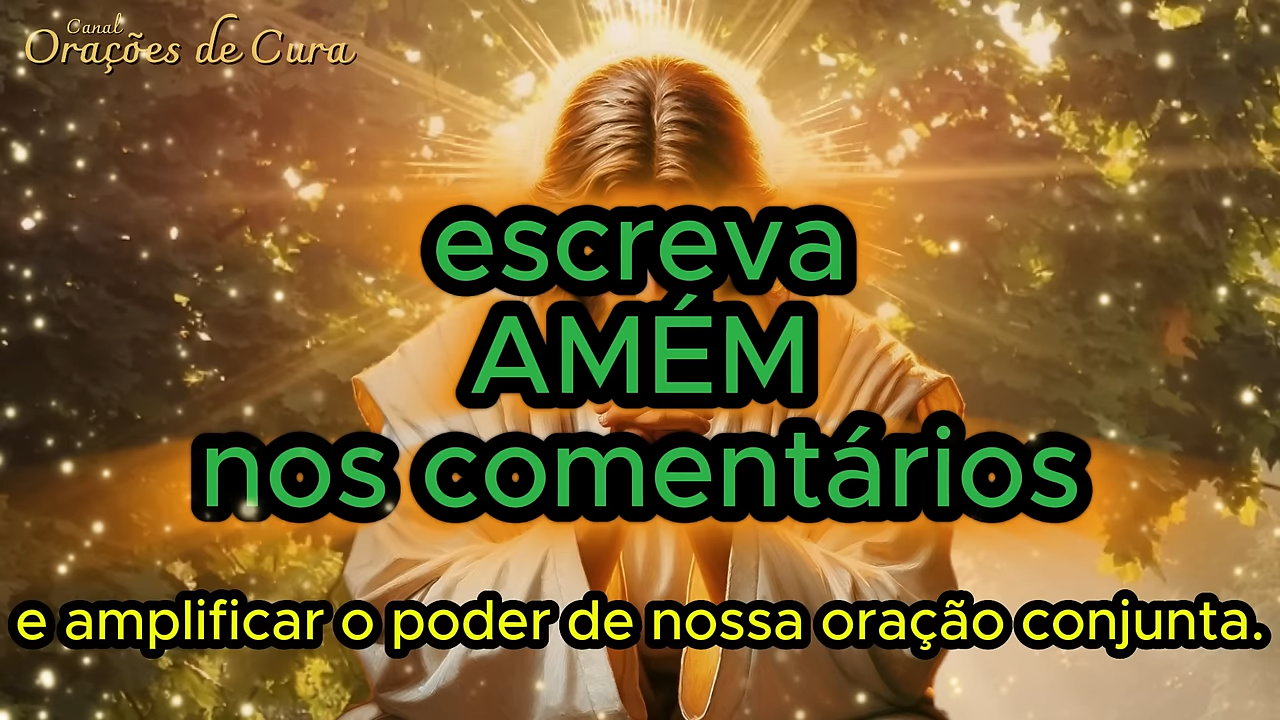 Canal
Orações de Cura
escreva
AMÉM
nos comentários
e amplificar o poder de nossa oração conjunta.